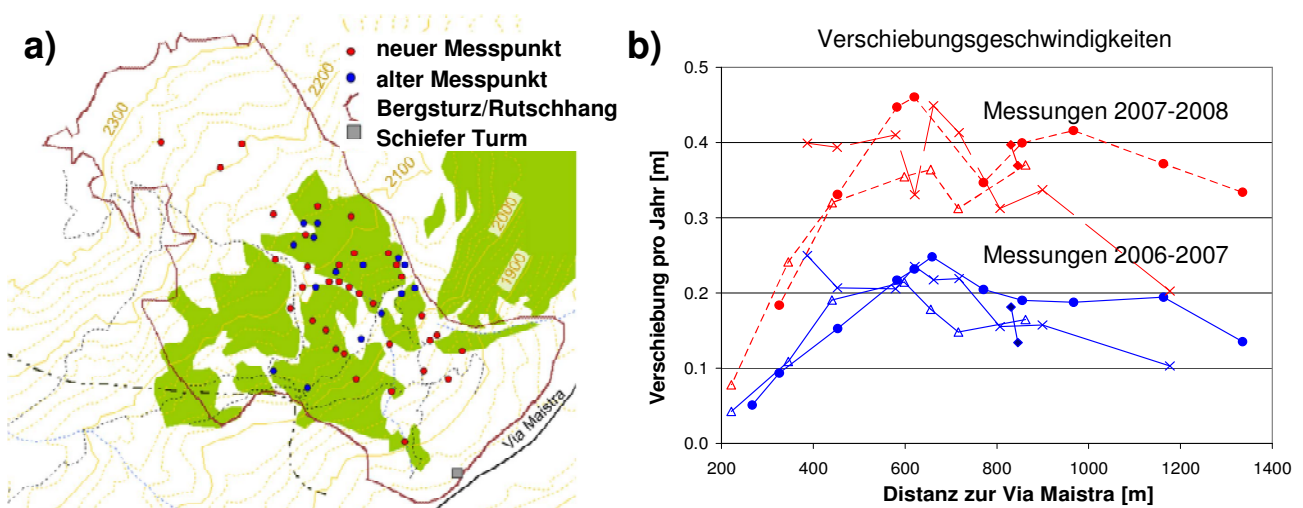 a)
neuer Messpunkt
alter Messpunkt
Bergsturz/Rutschhang
Schiefer Turm
2300
2200
2100
2000
1900
Via Maistra
b)
Verschiebungsgeschwindigkeiten
Verschiebung pro Jahr [m]
0.5
0.4
0.3
0.2
0.1
0.0
Messungen 2007-2008
Messungen 2006-2007
200 400 600 800 1000 1200 1400
Distanz zur Via Maistra [m]